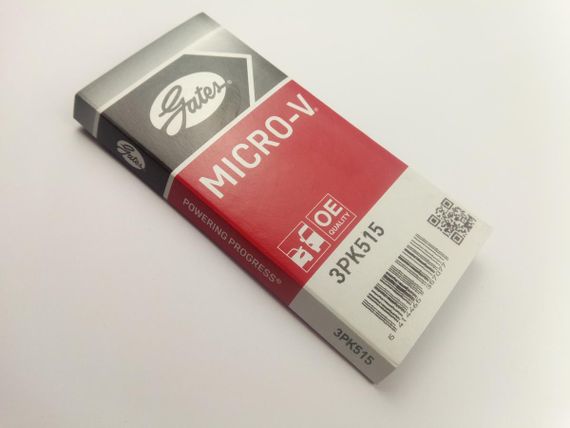 Gates®
MICRO-V®
OE
QUALITY
3PK515
Gates
POWERING PROGRESS®
3PK515